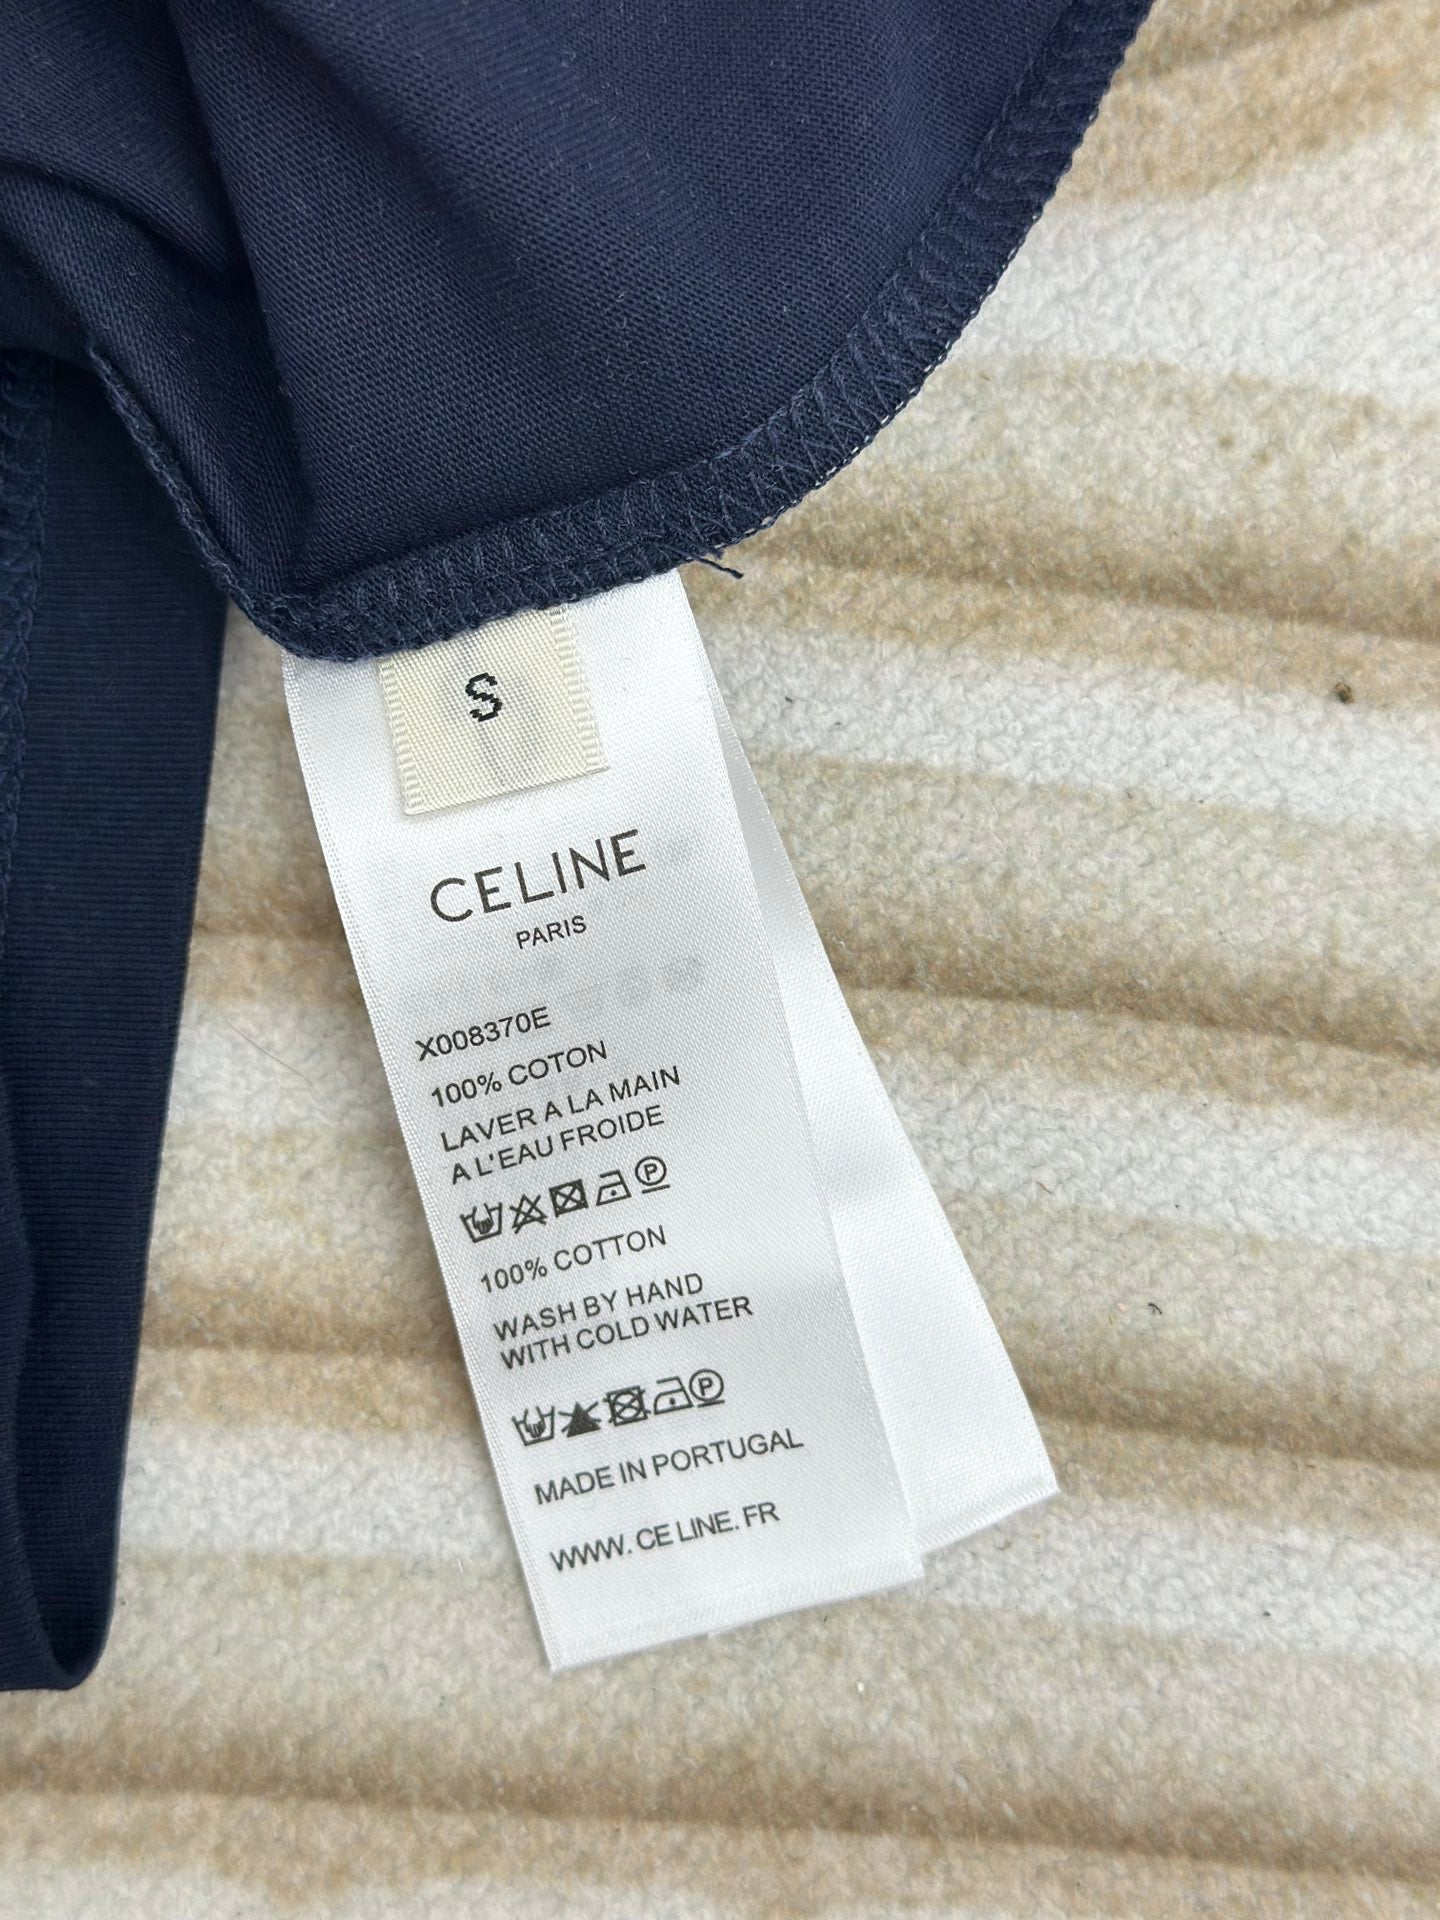 S
CELINE
PARIS
X008370E
100% COTON
LAVER A LA MAIN
A L'EAU FROIDE
P
100% COTTON
WASH BY HAND
WITH COLD WATER
P
MADE IN PORTUGAL
WWW. CE LINE. FR